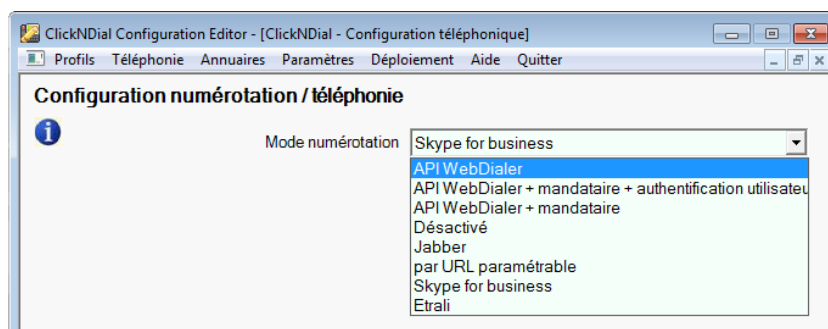 ClickNDial Configuration Editor - [ClickNDial - Configuration téléphonique]
Profils Téléphonie Annuaires Paramètres Déploiement Aide Quitter
Configuration numérotation / téléphonie
Mode numérotation Skype for business
API WebDialer
API WebDialer + mandataire + authentification utilisateu
API WebDialer + mandataire
Désactivé
Jabber
par URL paramétrable
Skype for business
Etrali